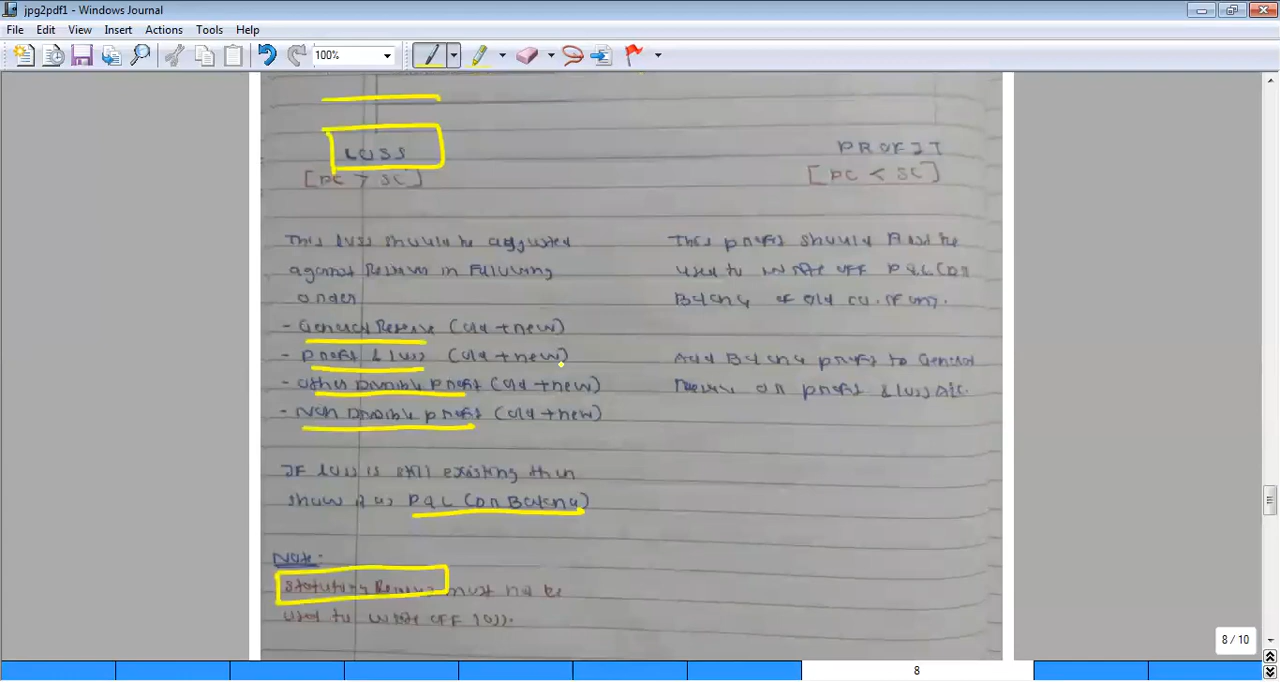 jpg2pdf1 - Windows Journal
File Edit View Insert Actions Tools Help
100%
LOSS
[PC > SC]
This loss should be adjusted
against Reserves in Following
order
- General Reserve (old + new)
- Profit & Loss (old + new)
- Other Divisible profit (old + new)
- Non Divisible profit (old + new)
If loss is still existing then
show it as P&L (Dr Balance)
Note:
Statutory Reserve must not be
used to write off loss.
PROFIT
[PC < SC]
This profit should first be
used to write off P&L (Dr
Balance of old co. if any.
Add Balance profit to General
Reserve or profit & Loss A/c.
8 / 10
8